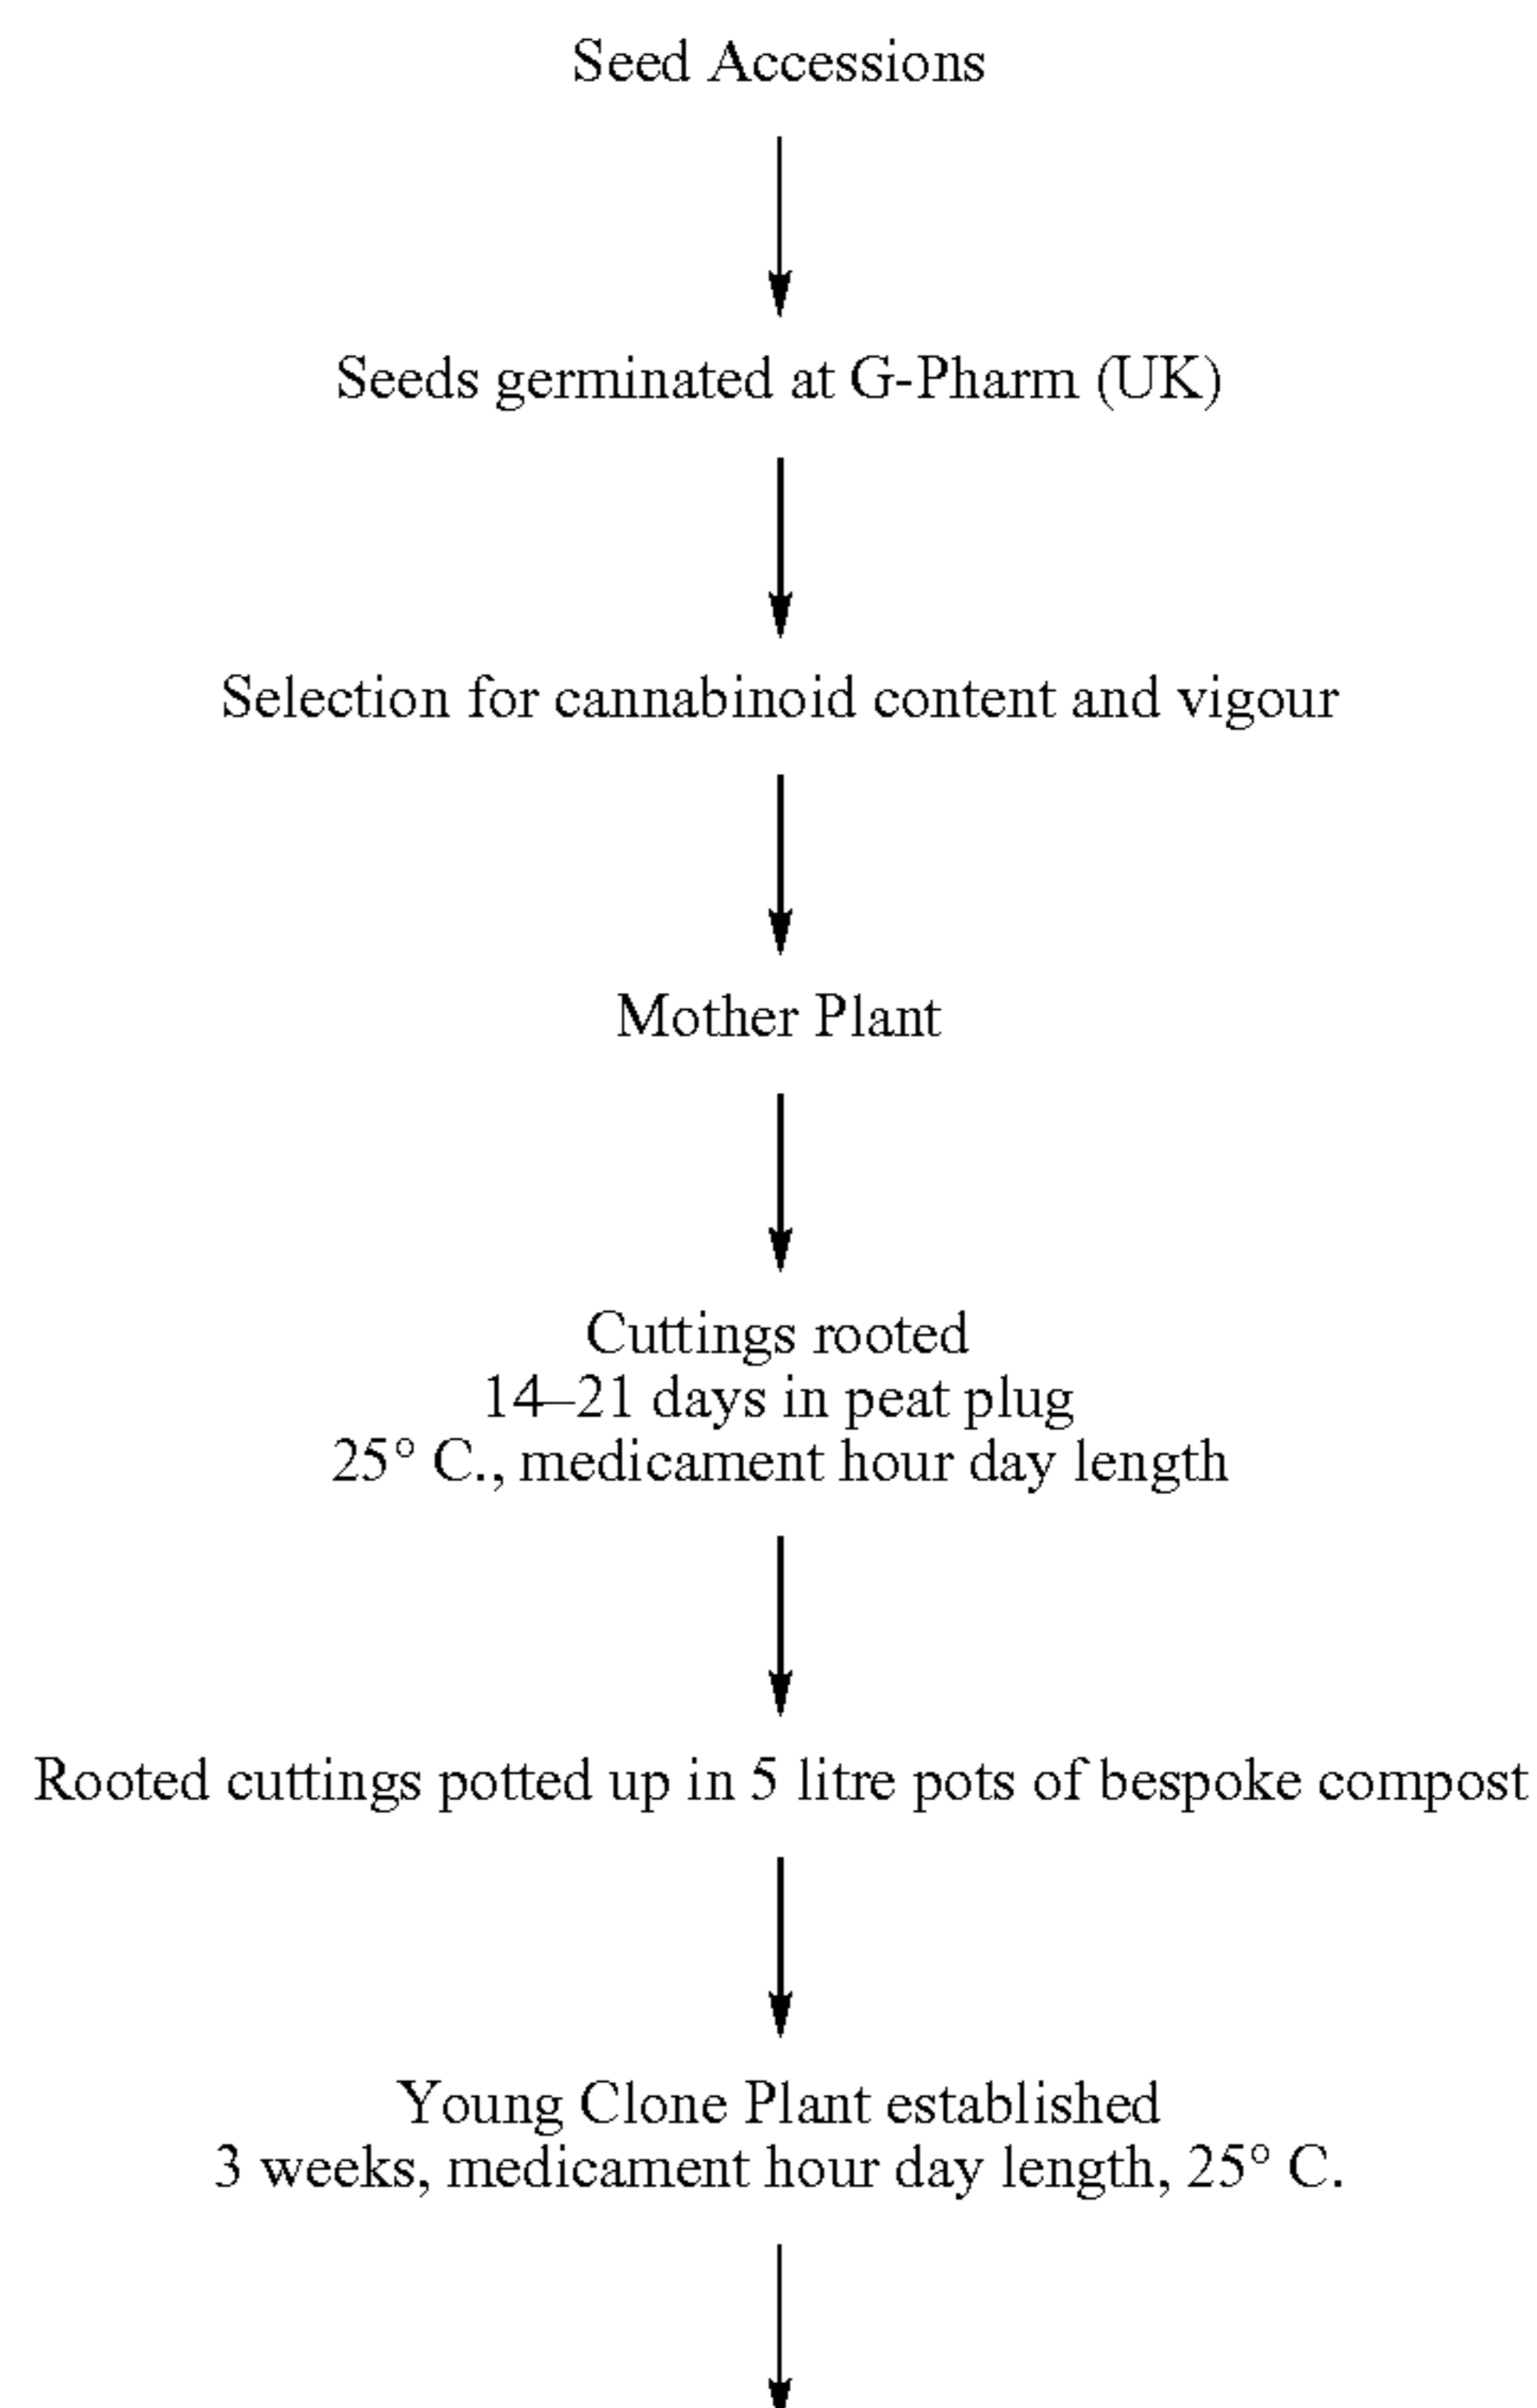 Seed Accessions
Seeds germinated at G-Pharm (UK)
Selection for cannabinoid content and vigour
Mother Plant
Cuttings rooted
14–21 days in peat plug
25° C., medicament hour day length
Rooted cuttings potted up in 5 litre pots of bespoke compost
Young Clone Plant established
3 weeks, medicament hour day length, 25° C.